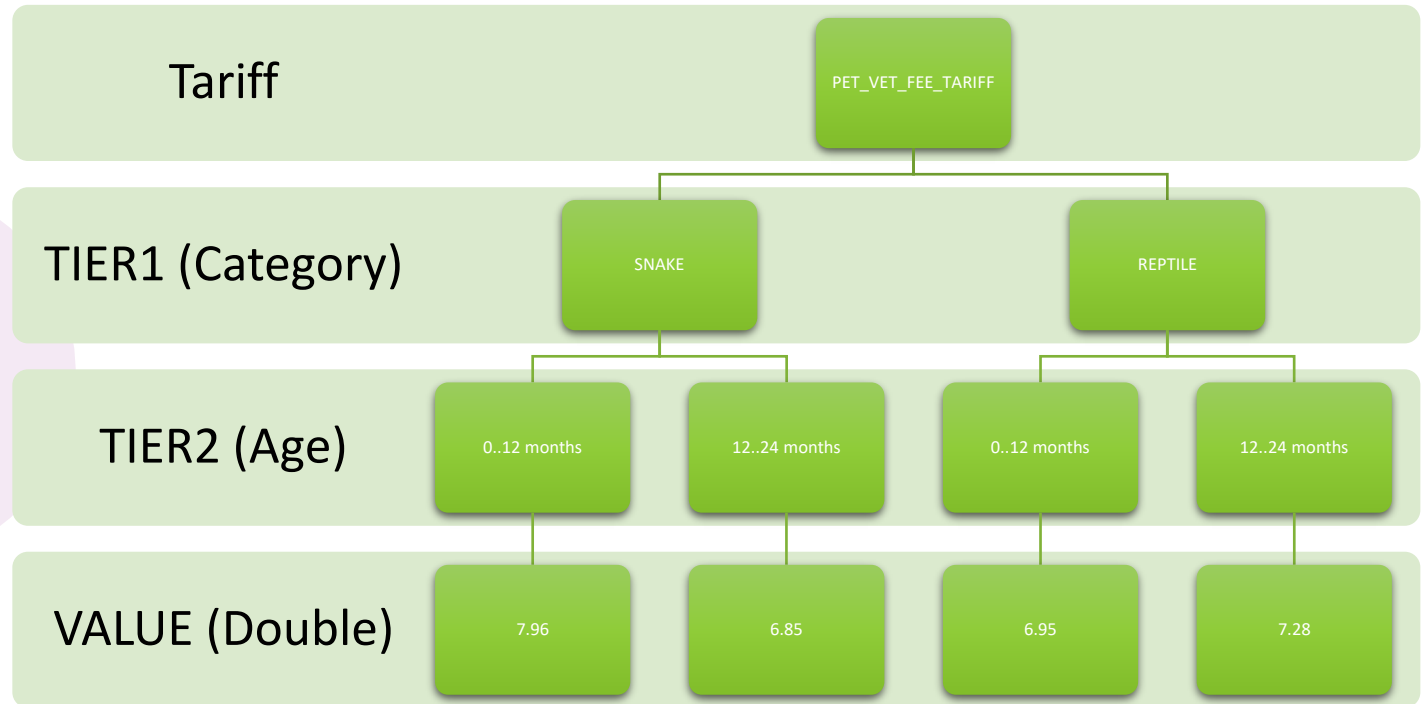 Tariff
PET_VET_FEE_TARIFF
TIER1 (Category)
SNAKE
REPTILE
TIER2 (Age)
0..12 months
12..24 months
0..12 months
12..24 months
VALUE (Double)
7.96
6.85
6.95
7.28